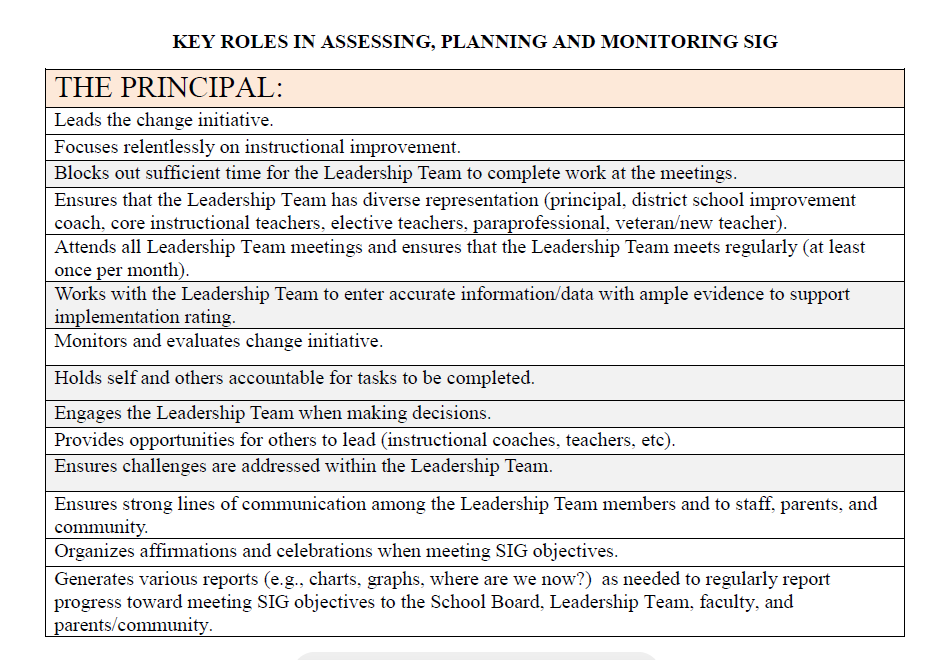 KEY ROLES IN ASSESSING, PLANNING AND MONITORING SIG
THE PRINCIPAL:
Leads the change initiative.
Focuses relentlessly on instructional improvement.
Blocks out sufficient time for the Leadership Team to complete work at the meetings.
Ensures that the Leadership Team has diverse representation (principal, district school improvement
coach, core instructional teachers, elective teachers, paraprofessional, veteran/new teacher).
Attends all Leadership Team meetings and ensures that the Leadership Team meets regularly (at least
once per month).
Works with the Leadership Team to enter accurate information/data with ample evidence to support
implementation rating.
Monitors and evaluates change initiative.
Holds self and others accountable for tasks to be completed.
Engages the Leadership Team when making decisions.
Provides opportunities for others to lead (instructional coaches, teachers, etc).
Ensures challenges are addressed within the Leadership Team.
Ensures strong lines of communication among the Leadership Team members and to staff, parents, and
community.
Organizes affirmations and celebrations when meeting SIG objectives.
Generates various reports (e.g., charts, graphs, where are we now?)  as needed to regularly report
progress toward meeting SIG objectives to the School Board, Leadership Team, faculty, and
parents/community.